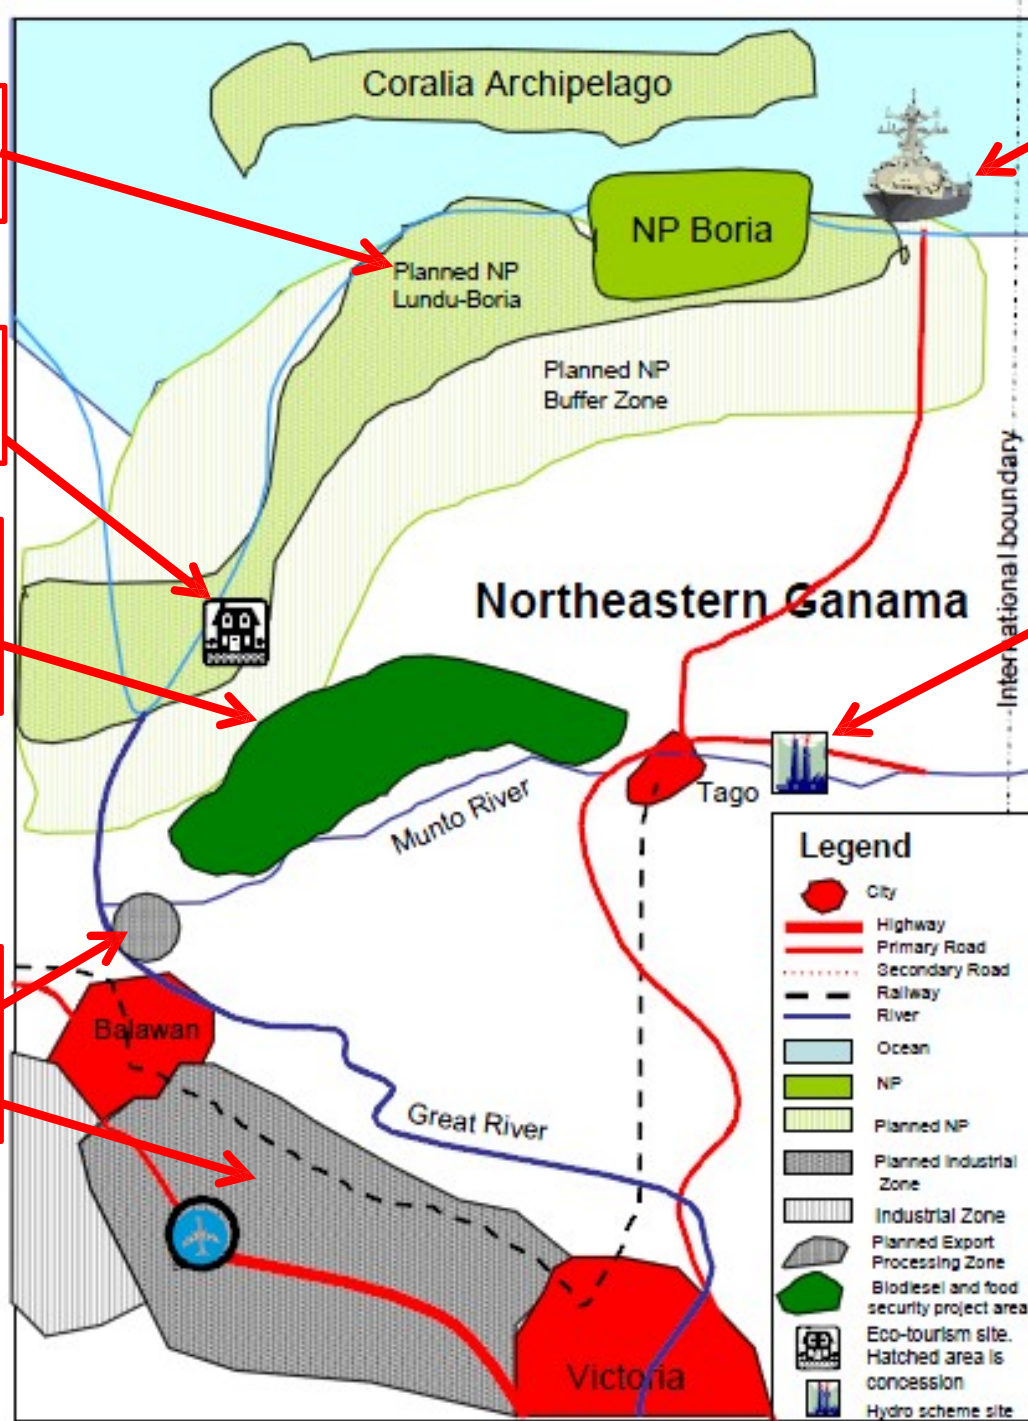 Coralia Archipelago
NP Boria
Planned NP
Lundu-Boria
Planned NP
Buffer Zone
International boundary
Northeastern Ganama
Tago
Munto River
Balawan
Great River
Victoria
Legend
City
Highway
Primary Road
Secondary Road
Railway
River
Ocean
NP
Planned NP
Planned Industrial
Zone
Industrial Zone
Planned Export
Processing Zone
Biodiesel and food
security project area
Eco-tourism site.
Hatched area is
concession
Hydro scheme site